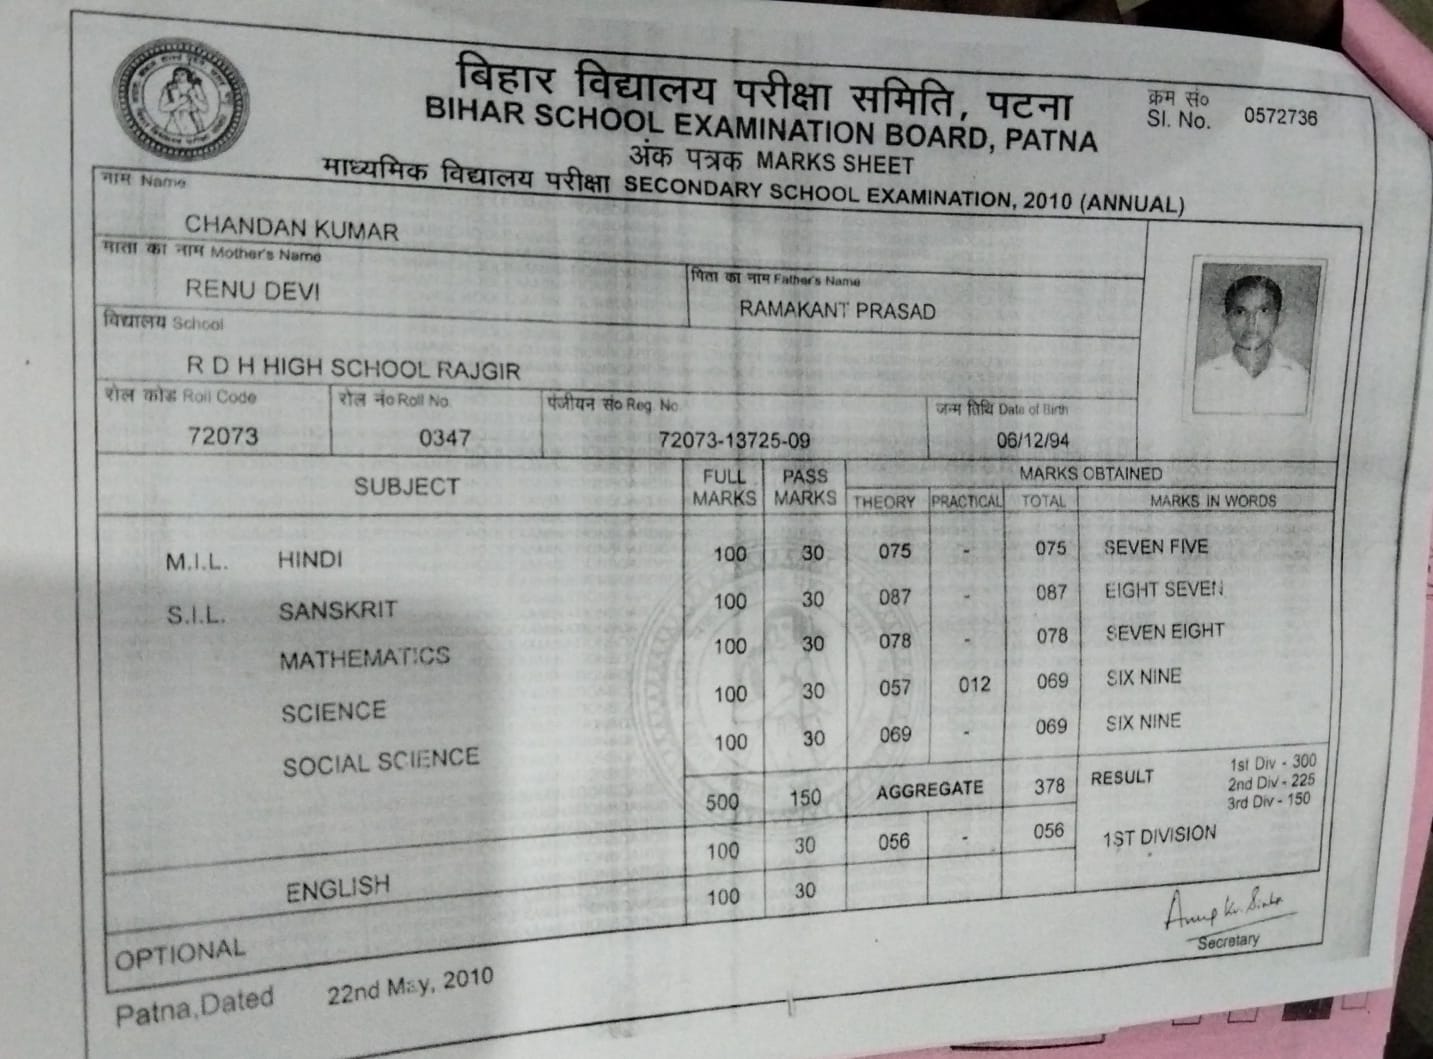 बिहार विद्यालय परीक्षा समिति, पटना
BIHAR SCHOOL EXAMINATION BOARD, PATNA
क्रम सं० 0572736
Sl. No.
अंक पत्रक MARKS SHEET
माध्यमिक विद्यालय परीक्षा SECONDARY SCHOOL EXAMINATION, 2010 (ANNUAL)
नाम Name
CHANDAN KUMAR
माता का नाम Mother's Name
RENU DEVI
पिता का नाम Father's Name
RAMAKANT PRASAD
विद्यालय School
R D H HIGH SCHOOL RAJGIR
रोल कोड Roll Code रोल नं० Roll No. पंजीयन सं० Reg. No. जन्म तिथि Date of Birth
72073 0347 72073-13725-09 06/12/94
SUBJECT FULL MARKS PASS MARKS MARKS OBTAINED
THEORY PRACTICAL TOTAL MARKS IN WORDS
M.I.L. HINDI 100 30 075 - 075 SEVEN FIVE
S.I.L. SANSKRIT 100 30 087 - 087 EIGHT SEVEN
MATHEMATICS 100 30 078 - 078 SEVEN EIGHT
SCIENCE 100 30 057 012 069 SIX NINE
SOCIAL SCIENCE 100 30 069 - 069 SIX NINE
500 150 AGGREGATE 378 RESULT 1st Div - 300
2nd Div - 225
3rd Div - 150
ENGLISH 100 30 056 - 056 1ST DIVISION
OPTIONAL 100 30
Anup Kr. Sinha
Secretary
Patna,Dated 22nd May, 2010